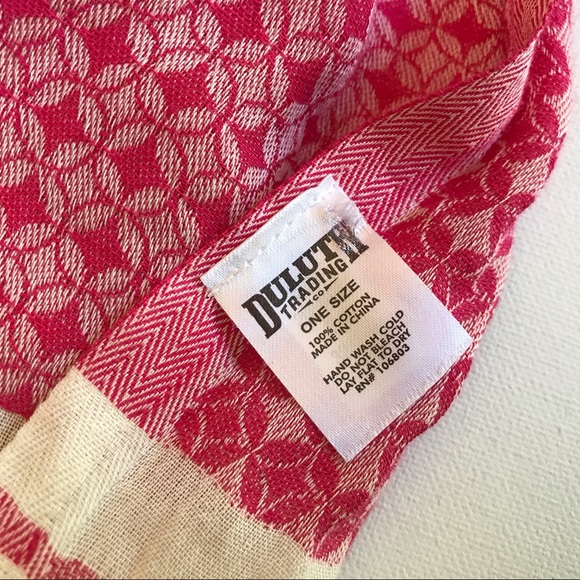 DULUTH
TRADING
CO
ONE SIZE
100% COTTON
MADE IN CHINA
HAND WASH COLD
DO NOT BLEACH
LAY FLAT TO DRY
RN# 106803